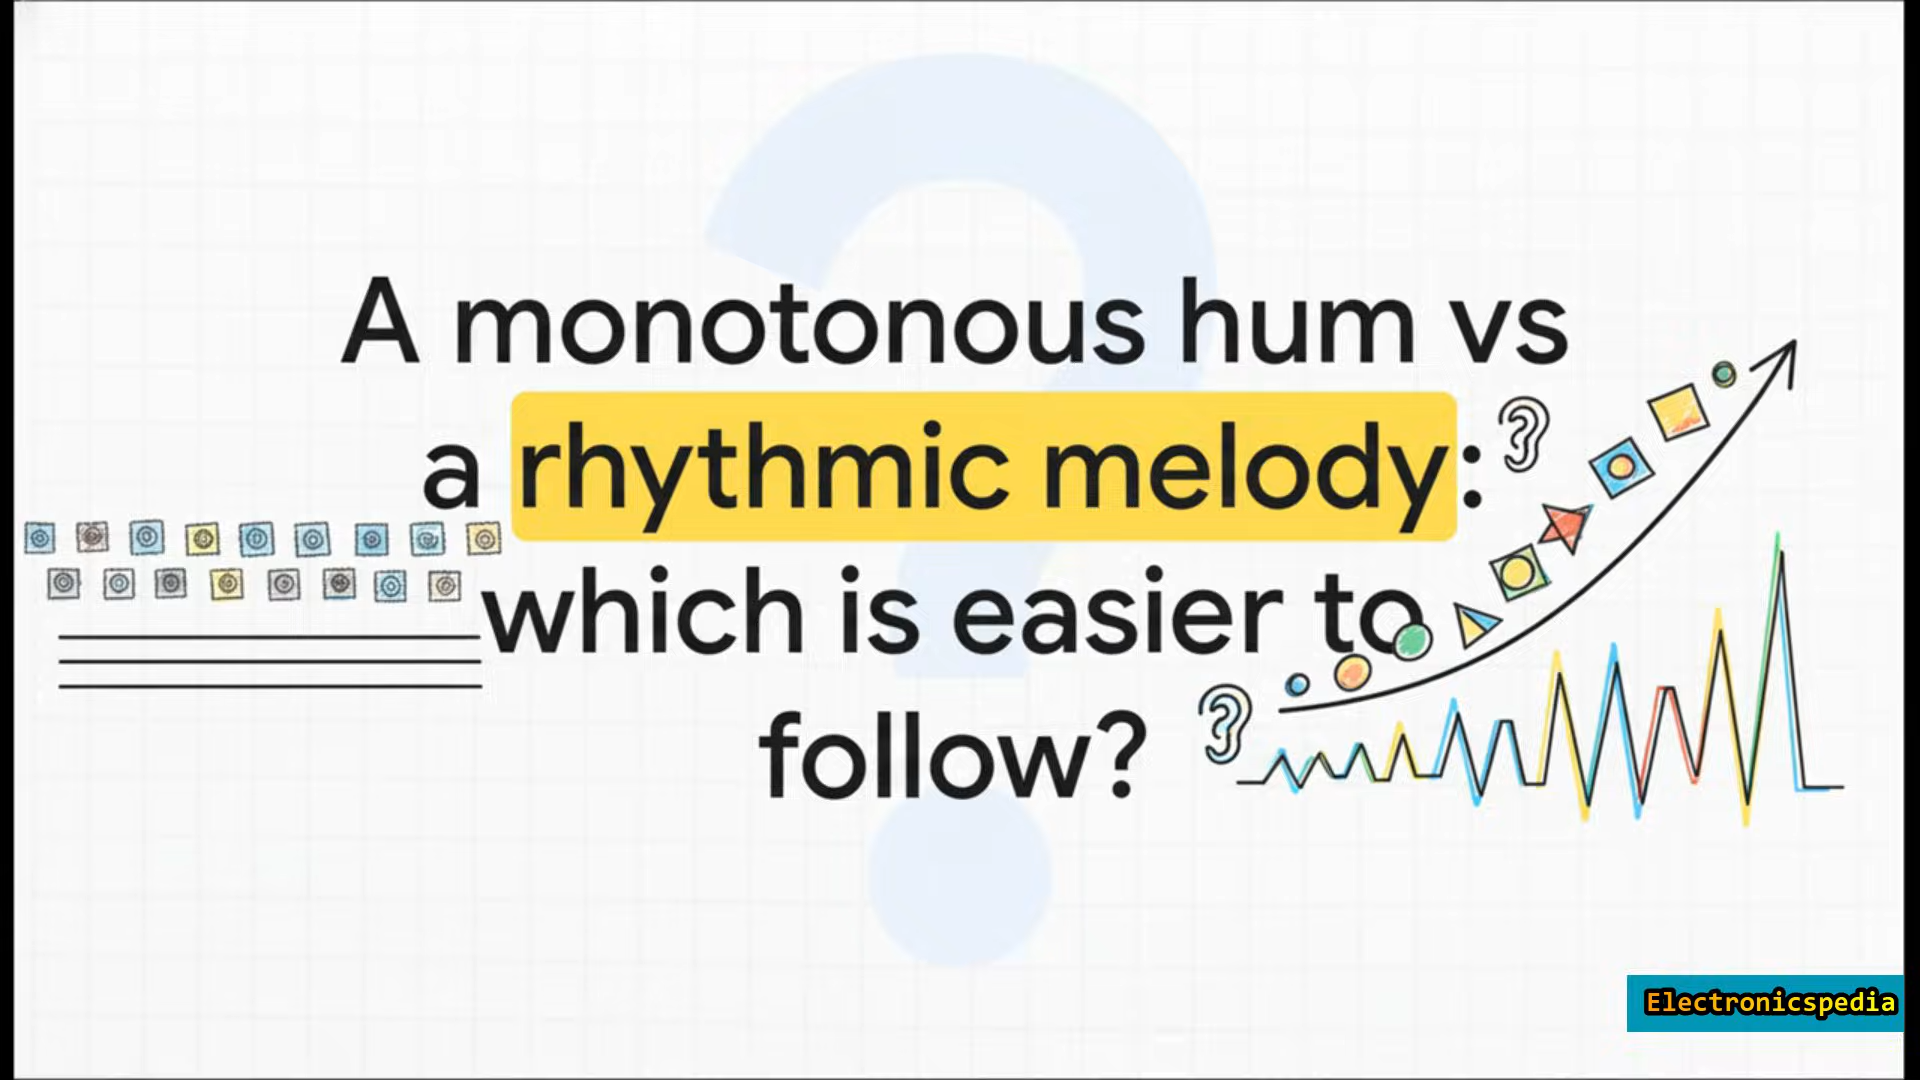 A monotonous hum vs
a rhythmic melody:
which is easier to
follow?
Electronicspedia